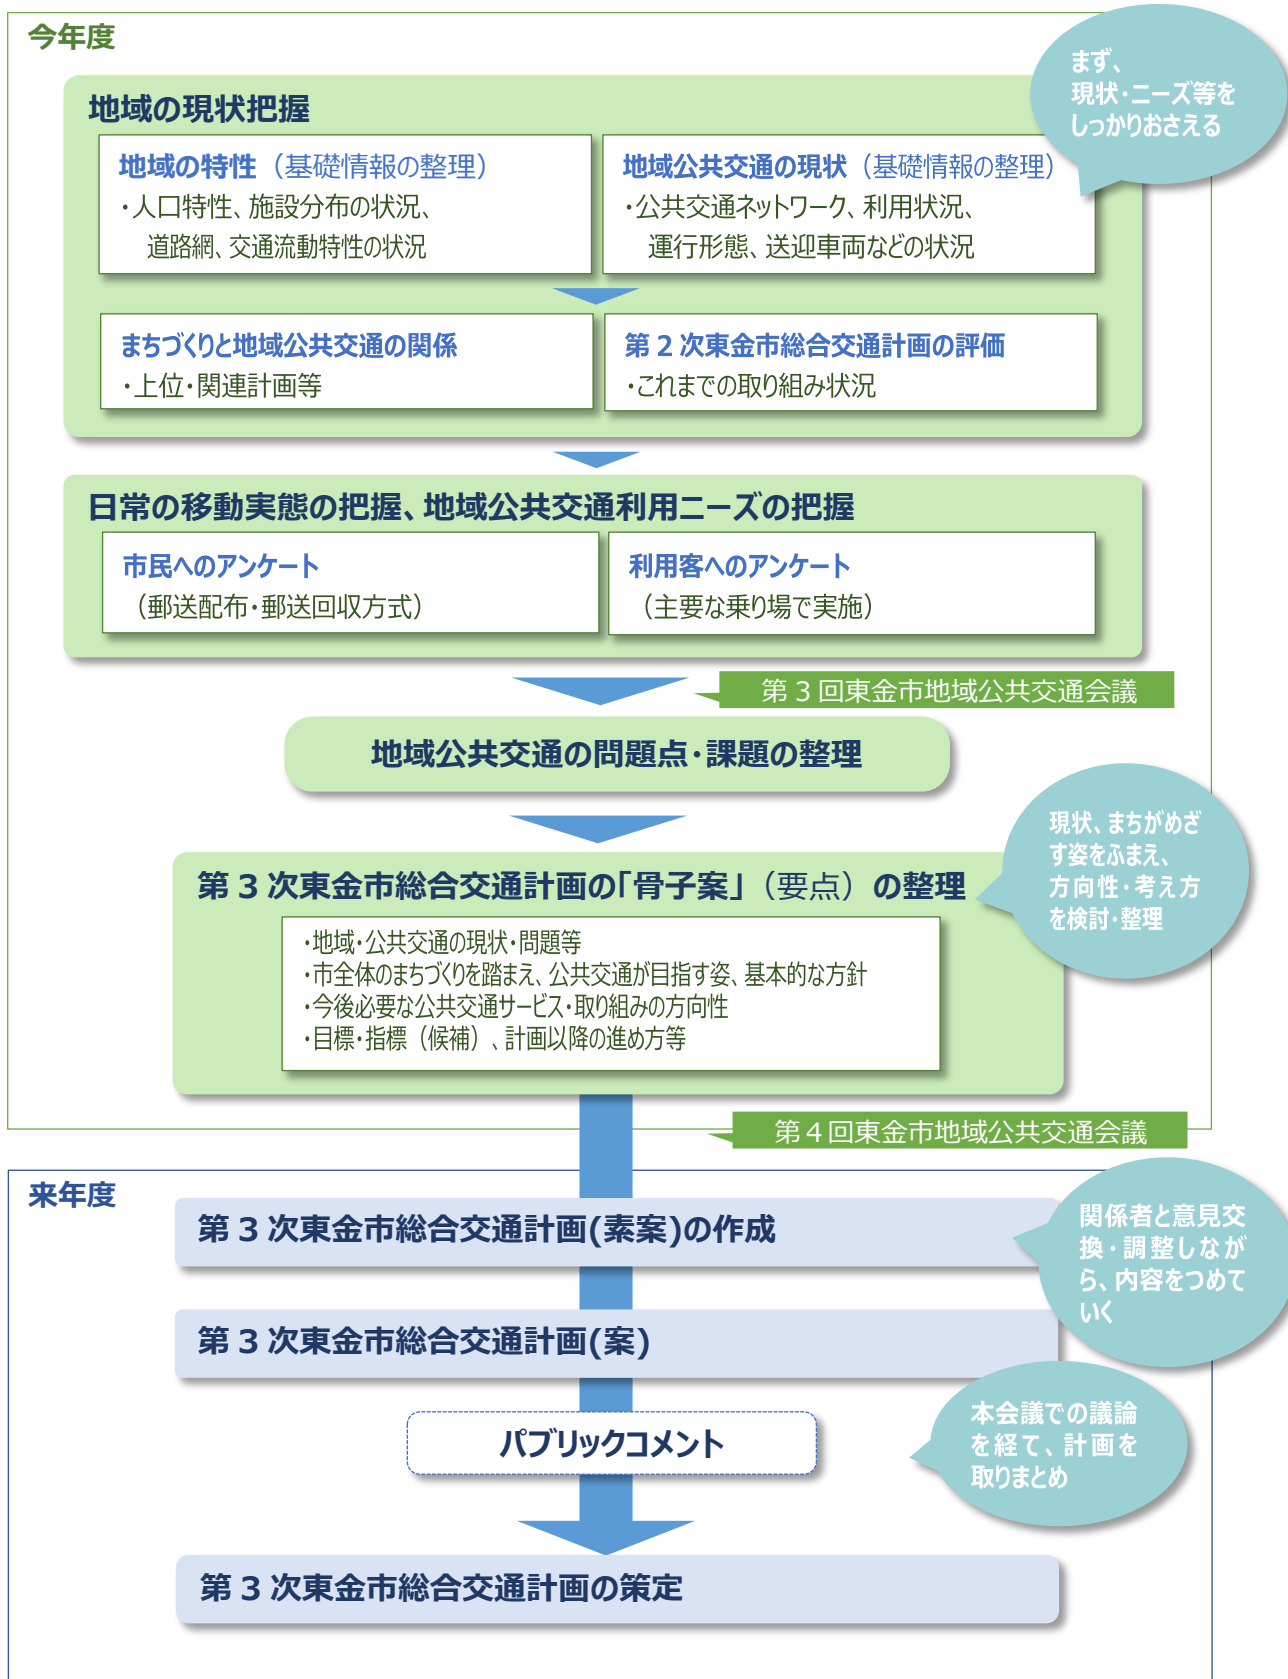 今年度
まず、
現状・ニーズ等を
しっかりおさえる
地域の現状把握
地域の特性（基礎情報の整理）
・人口特性、施設分布の状況、
道路網、交通流動特性の状況
地域公共交通の現状（基礎情報の整理）
・公共交通ネットワーク、利用状況、
運行形態、送迎車両などの状況
まちづくりと地域公共交通の関係
・上位・関連計画等
第２次東金市総合交通計画の評価
・これまでの取り組み状況
日常の移動実態の把握、地域公共交通利用ニーズの把握
市民へのアンケート
（郵送配布・郵送回収方式）
利用客へのアンケート
（主要な乗り場で実施）
第３回東金市地域公共交通会議
地域公共交通の問題点・課題の整理
現状、まちがめざ
す姿をふまえ、
方向性・考え方
を検討・整理
第３次東金市総合交通計画の「骨子案」（要点）の整理
・地域・公共交通の現状・問題等
・市全体のまちづくりを踏まえ、公共交通が目指す姿、基本的な方針
・今後必要な公共交通サービス・取り組みの方向性
・目標・指標（候補）、計画以降の進め方等
第４回東金市地域公共交通会議
来年度
第３次東金市総合交通計画(素案)の作成
関係者と意見交
換・調整しなが
ら、内容をつめて
いく
第３次東金市総合交通計画(案)
本会議での議論
を経て、計画を
取りまとめ
パブリックコメント
第３次東金市総合交通計画の策定